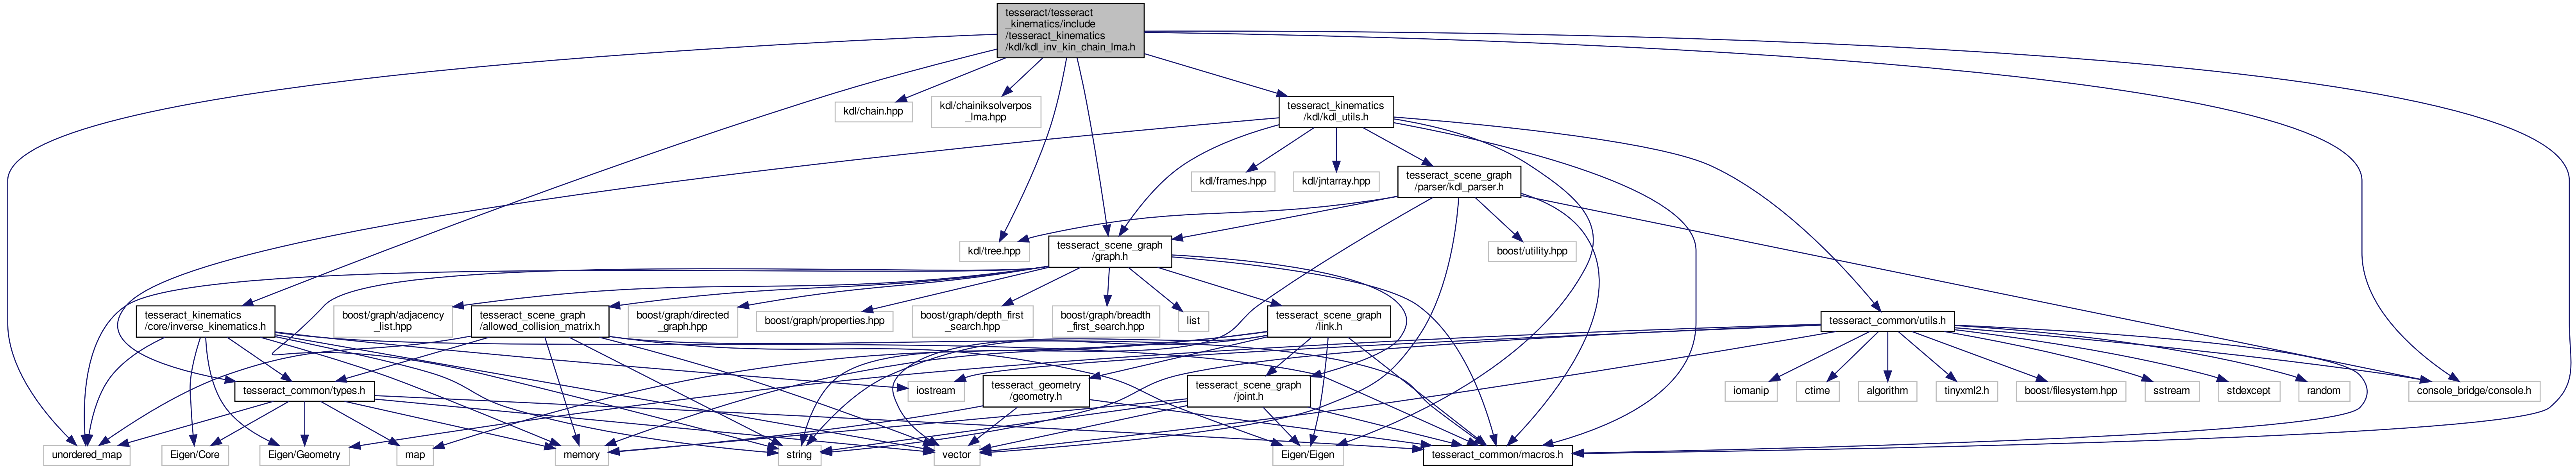 tesseract/tesseract
_kinematics/include
/tesseract_kinematics
/kdl/kdl_inv_kin_chain_lma.h
kdl/chain.hpp
kdl/chainiksolverpos
_lma.hpp
tesseract_kinematics
/kdl/kdl_utils.h
kdl/frames.hpp
kdl/jntarray.hpp
tesseract_scene_graph
/parser/kdl_parser.h
kdl/tree.hpp
tesseract_scene_graph
/graph.h
boost/utility.hpp
tesseract_kinematics
/core/inverse_kinematics.h
boost/graph/adjacency
_list.hpp
tesseract_scene_graph
/allowed_collision_matrix.h
boost/graph/directed
_graph.hpp
boost/graph/properties.hpp
boost/graph/depth_first
_search.hpp
boost/graph/breadth
_first_search.hpp
list
tesseract_scene_graph
/link.h
tesseract_common/utils.h
tesseract_common/types.h
iostream
tesseract_geometry
/geometry.h
tesseract_scene_graph
/joint.h
iomanip
ctime
algorithm
tinyxml2.h
boost/filesystem.hpp
sstream
stdexcept
random
console_bridge/console.h
unordered_map
Eigen/Core
Eigen/Geometry
map
memory
string
vector
Eigen/Eigen
tesseract_common/macros.h